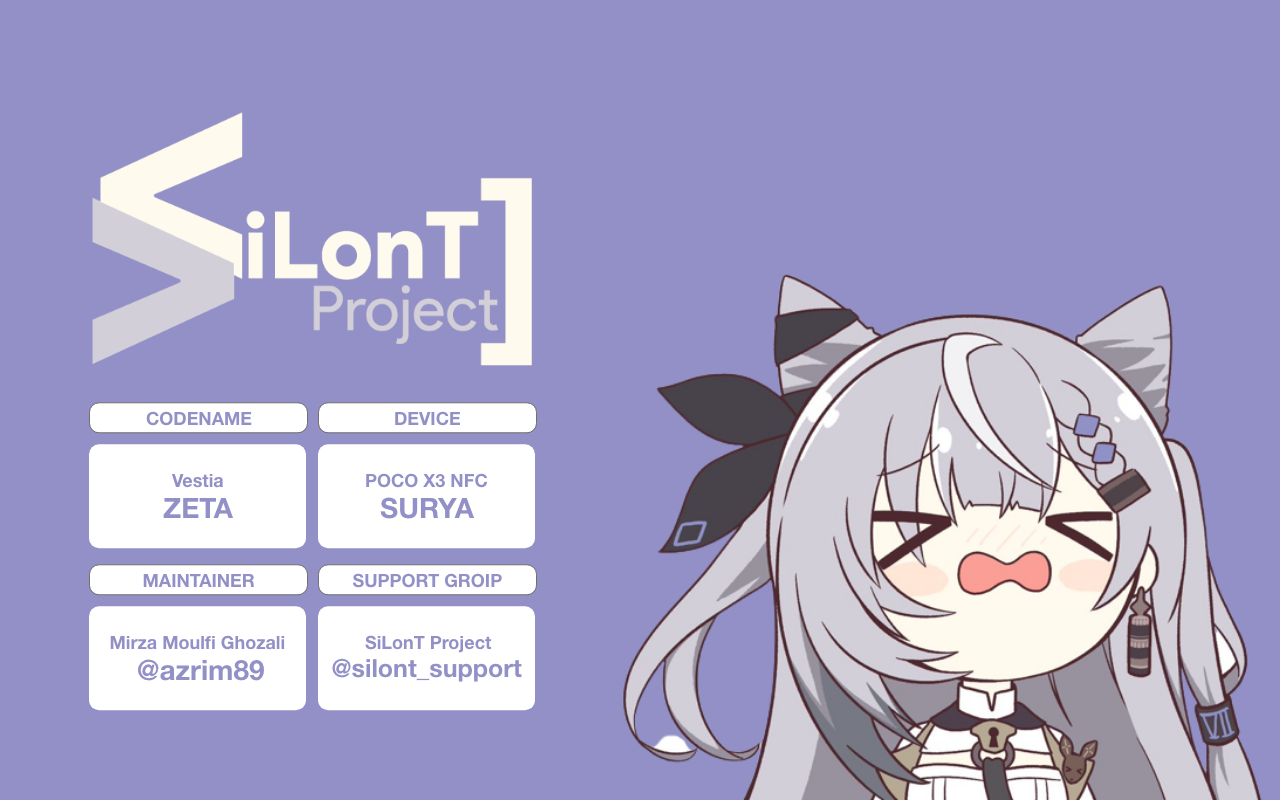 SiLonT
Project
CODENAME
Vestia
ZETA
DEVICE
POCO X3 NFC
SURYA
MAINTAINER
Mirza Moulfi Ghozali
@azrim89
SUPPORT GROIP
SiLonT Project
@silont_support
VII